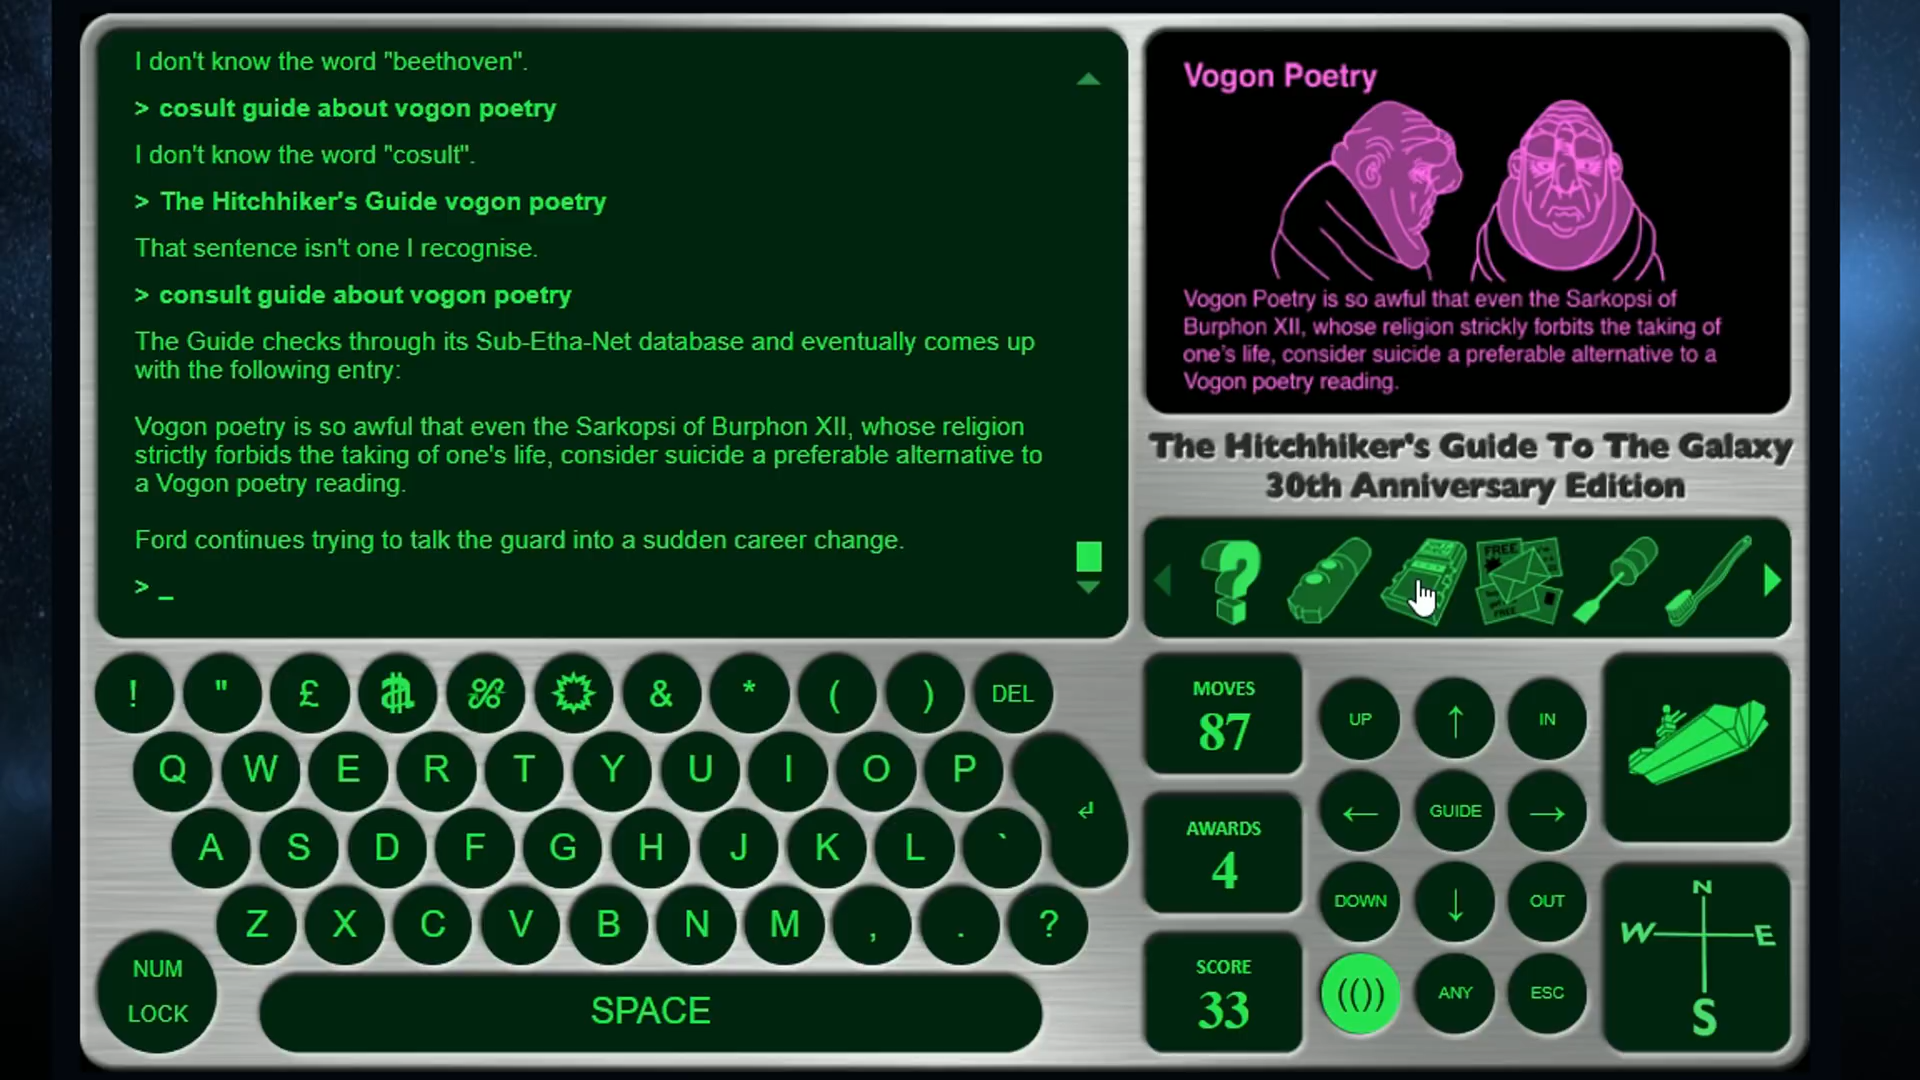 I don't know the word "beethoven".
> cosult guide about vogon poetry
I don't know the word "cosult".
> The Hitchhiker's Guide vogon poetry
That sentence isn't one I recognise.
> consult guide about vogon poetry
The Guide checks through its Sub-Etha-Net database and eventually comes up
with the following entry:
Vogon poetry is so awful that even the Sarkopsi of Burphon XII, whose religion
strictly forbids the taking of one's life, consider suicide a preferable alternative to
a Vogon poetry reading.
Ford continues trying to talk the guard into a sudden career change.
> _
Vogon Poetry
Vogon Poetry is so awful that even the Sarkopsi of
Burphon XII, whose religion strickly forbits the taking of
one's life, consider suicide a preferable alternative to a
Vogon poetry reading.
The Hitchhiker's Guide To The Galaxy
30th Anniversary Edition
?
FREE
FREE
! " £ & * ( ) DEL
Q W E R T Y U I O P
A S D F G H J K L `
Z X C V B N M , . ?
NUM
LOCK
SPACE
MOVES
87
AWARDS
4
SCORE
33
UP ↑ IN
← GUIDE →
DOWN ↓ OUT
((())) ANY ESC
N
W E
S